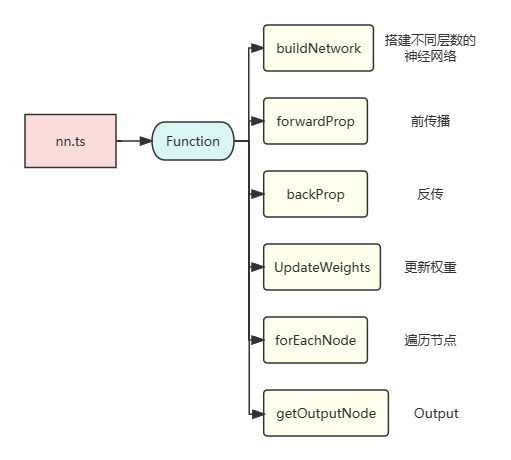 nn.ts
Function
buildNetwork
搭建不同层数的
神经网络
forwardProp
前传播
backProp
反传
UpdateWeights
更新权重
forEachNode
遍历节点
getOutputNode
Output